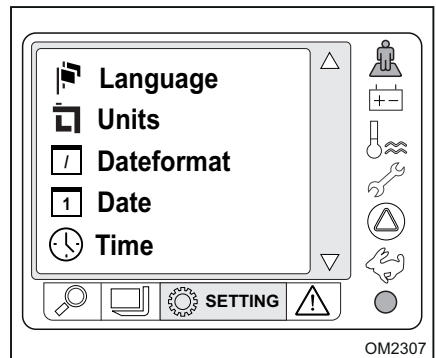 Language
Units
/ Dateformat
1 Date
Time
SETTING
OM2307